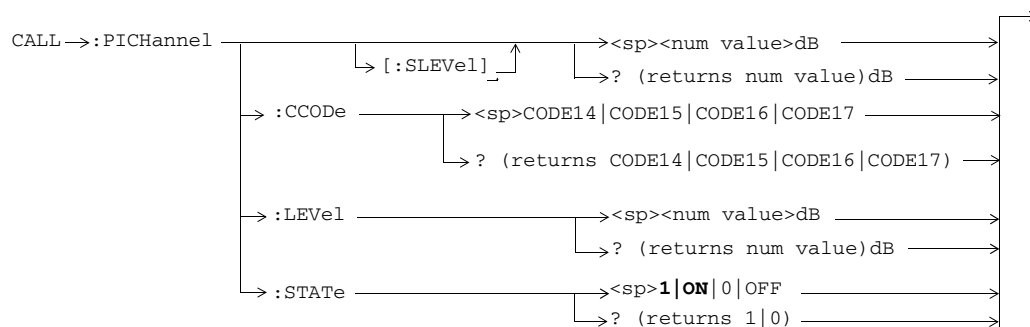 CALL:PICHannel <sp><num value>dB
[:SLEVel] ? (returns num value)dB
:CCODe <sp>CODE14|CODE15|CODE16|CODE17
? (returns CODE14|CODE15|CODE16|CODE17)
:LEVel <sp><num value>dB
? (returns num value)dB
:STATe <sp>1|ON|0|OFF
? (returns 1|0)